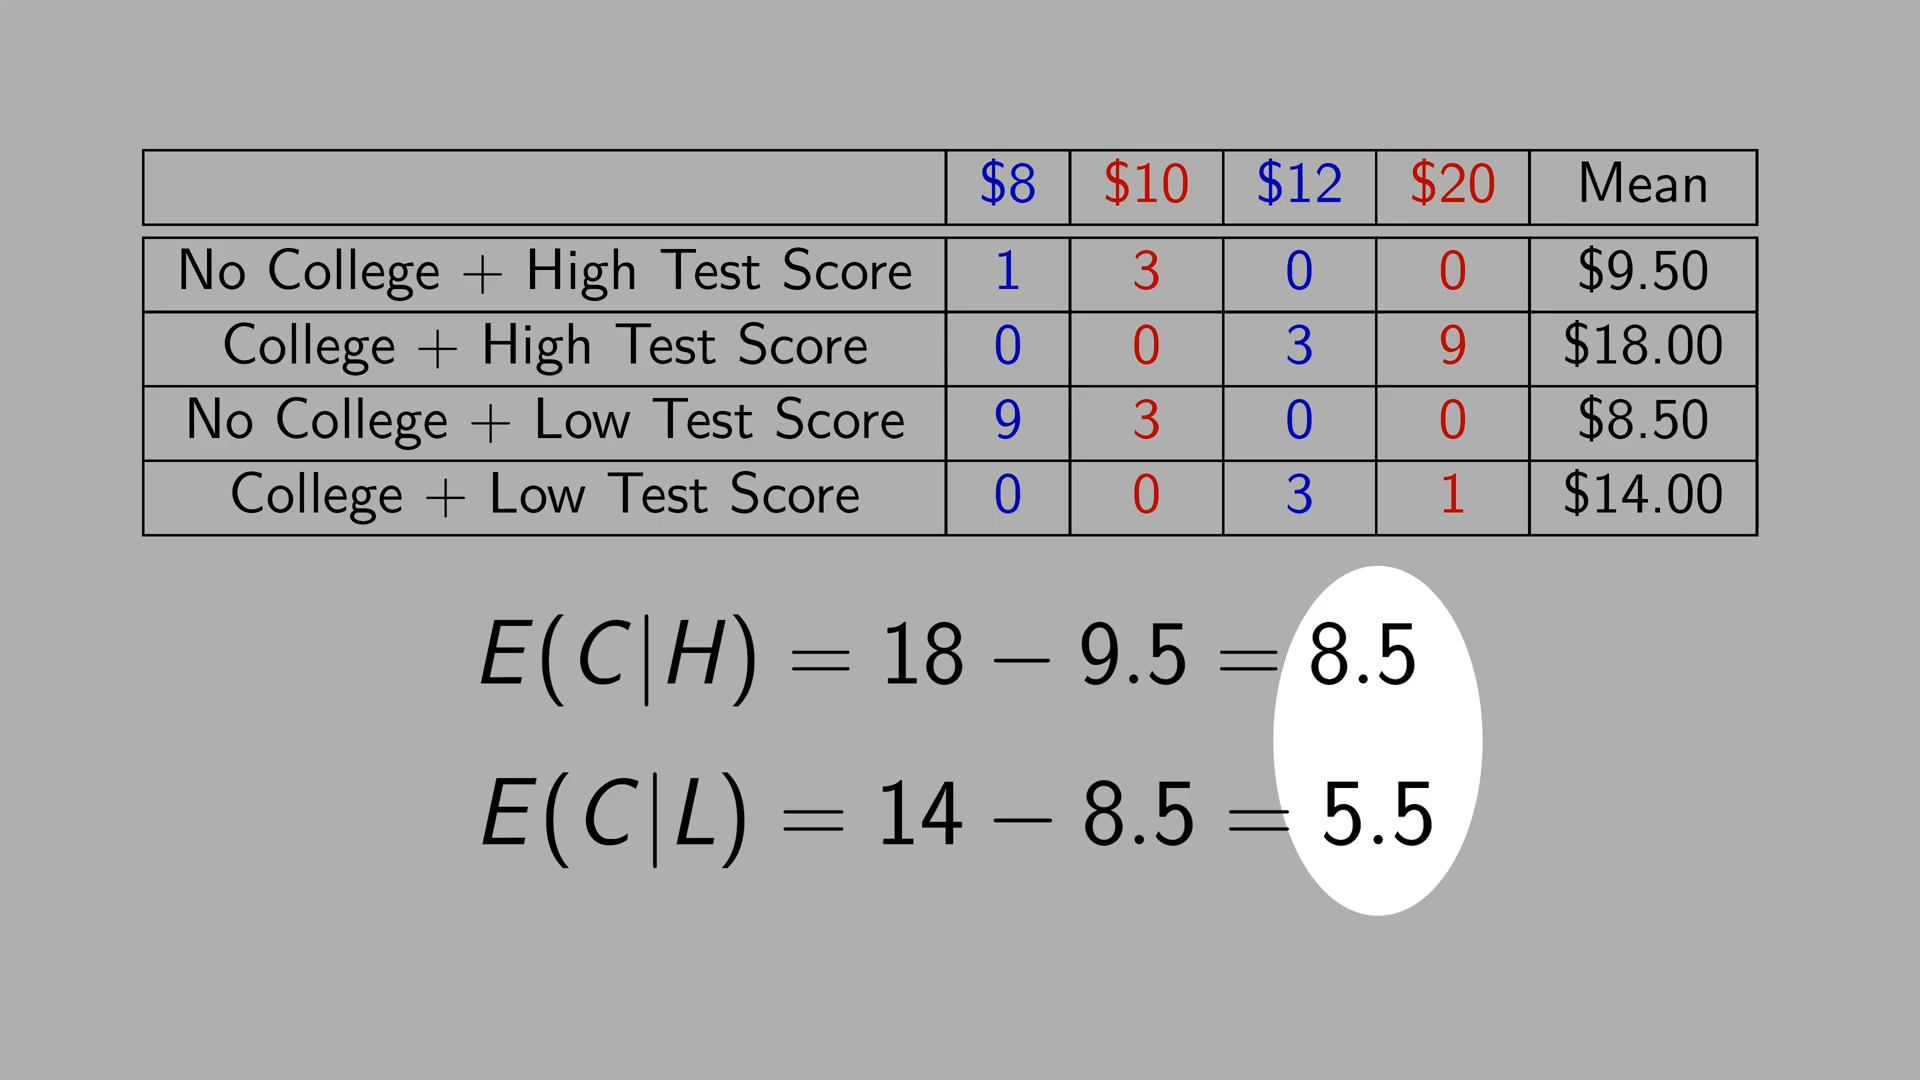 $8 $10 $12 $20 Mean
No College + High Test Score 1 3 0 0 $9.50
College + High Test Score 0 0 3 9 $18.00
No College + Low Test Score 9 3 0 0 $8.50
College + Low Test Score 0 0 3 1 $14.00
E(C|H) = 18 − 9.5 = 8.5
E(C|L) = 14 − 8.5 = 5.5